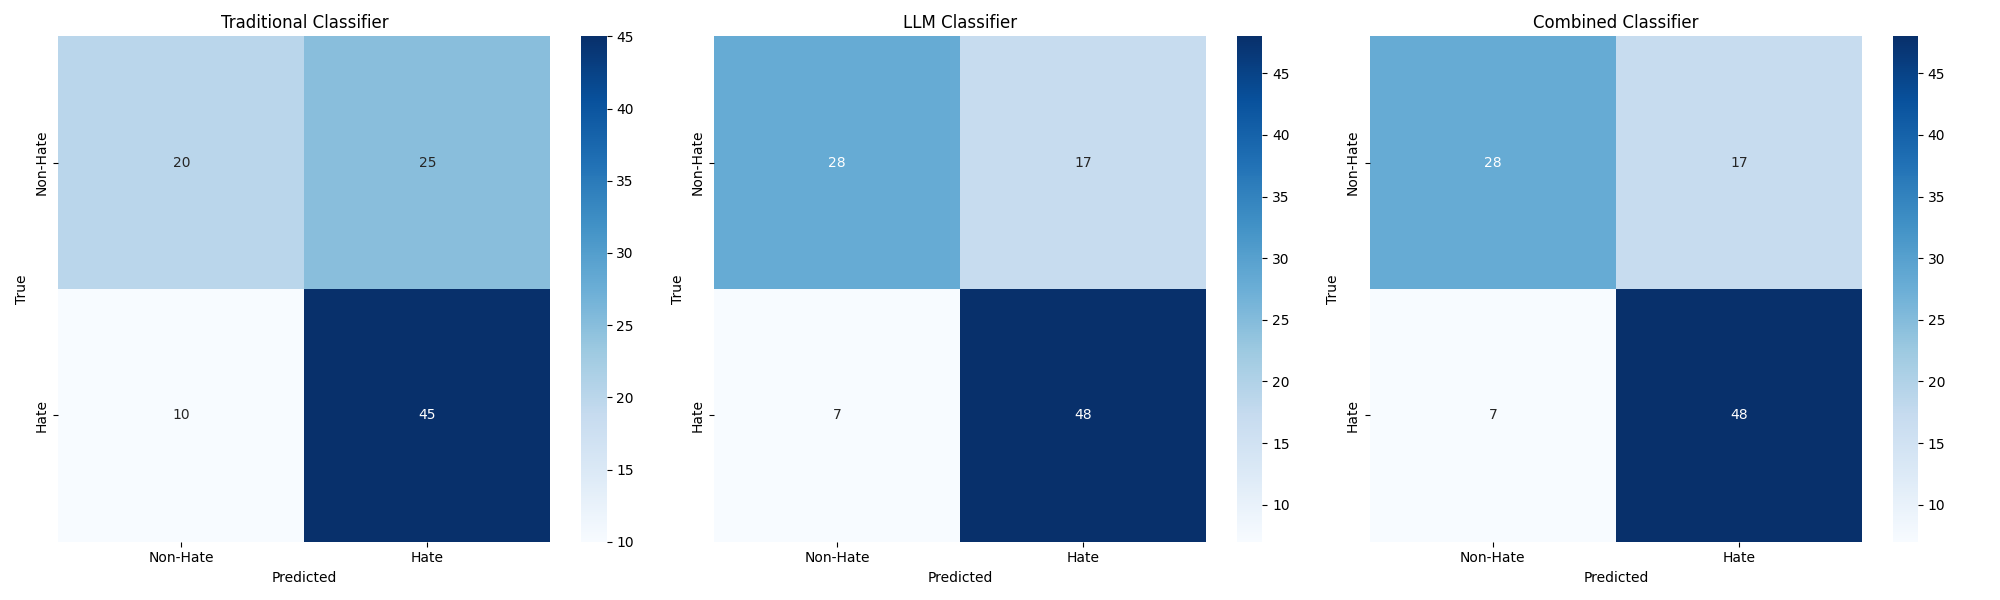 Traditional Classifier
Non-Hate
Hate
True
20 25
10 45
Non-Hate Hate
Predicted
45
40
35
30
25
20
15
10
LLM Classifier
Non-Hate
Hate
True
28 17
7 48
Non-Hate Hate
Predicted
45
40
35
30
25
20
15
10
Combined Classifier
Non-Hate
Hate
True
28 17
7 48
Non-Hate Hate
Predicted
45
40
35
30
25
20
15
10